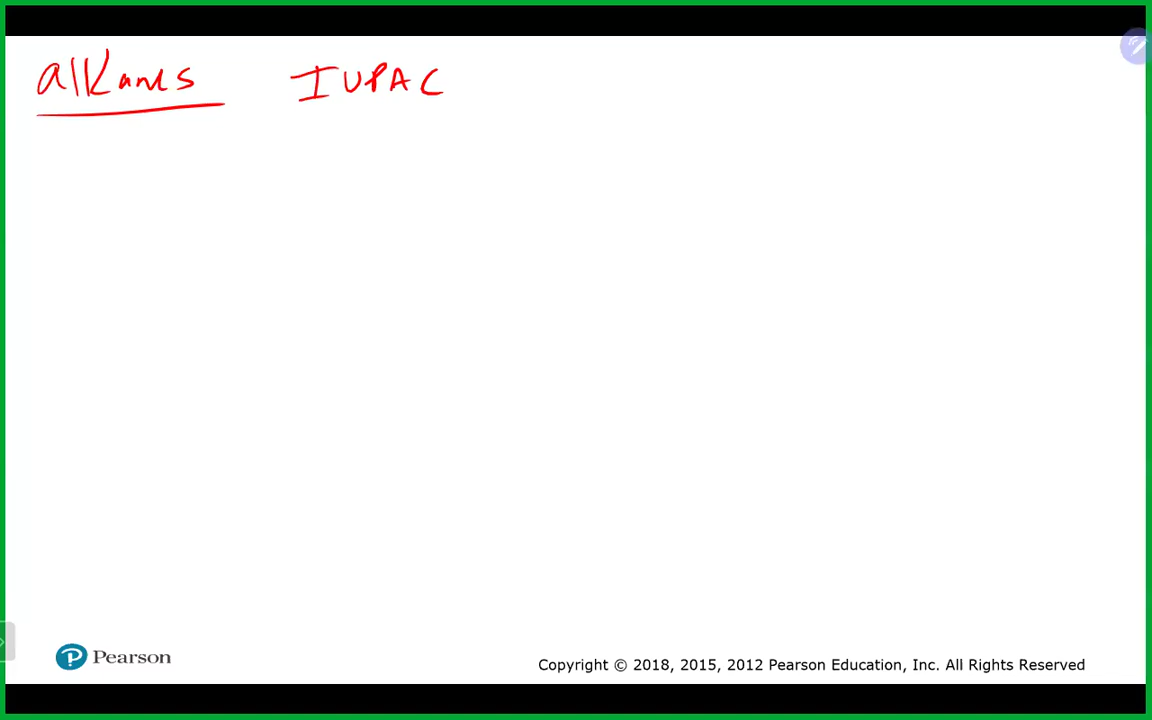 alkanes IUPAC
Pearson
Copyright © 2018, 2015, 2012 Pearson Education, Inc. All Rights Reserved